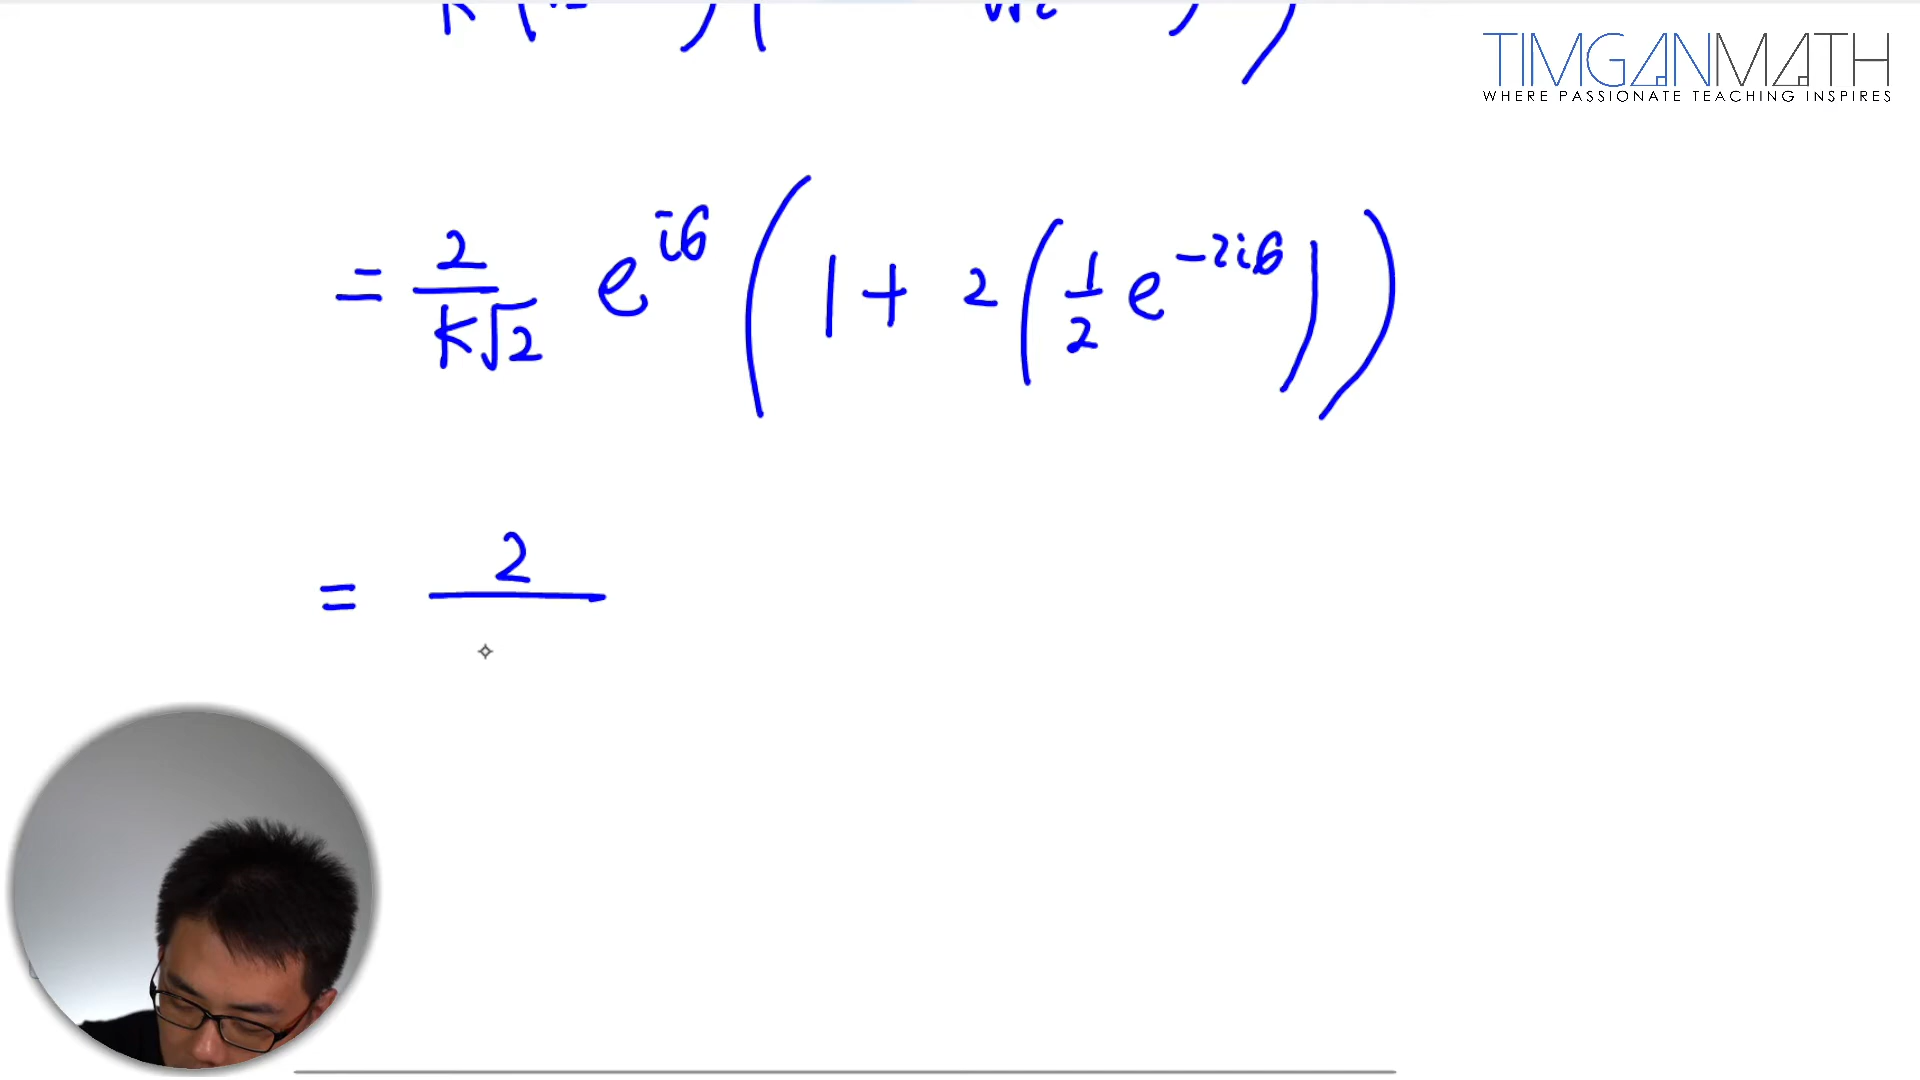 TIMGANMATH
WHERE PASSIONATE TEACHING INSPIRES
= 2/(k√2) e^{iθ} ( 1 + 2 ( 1/2 e^{-2iθ} ) )
= 2